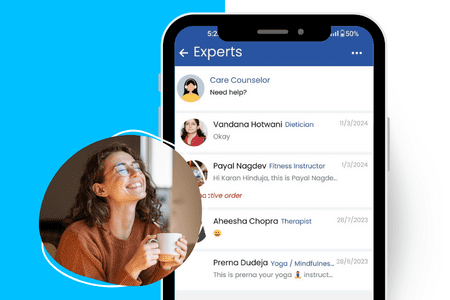 5:2
50%
Experts
Care Counselor
Need help?
Vandana Hotwani Dietician 11/3/2024
Okay
Payal Nagdev Fitness Instructor 1/3/2024
Hi Karan Hinduja, this is Payal Nagde...
active order
Aheesha Chopra Therapist 28/7/2023
Prerna Dudeja Yoga / Mindfulnes... 28/6/2023
This is prerna your yoga instruct...